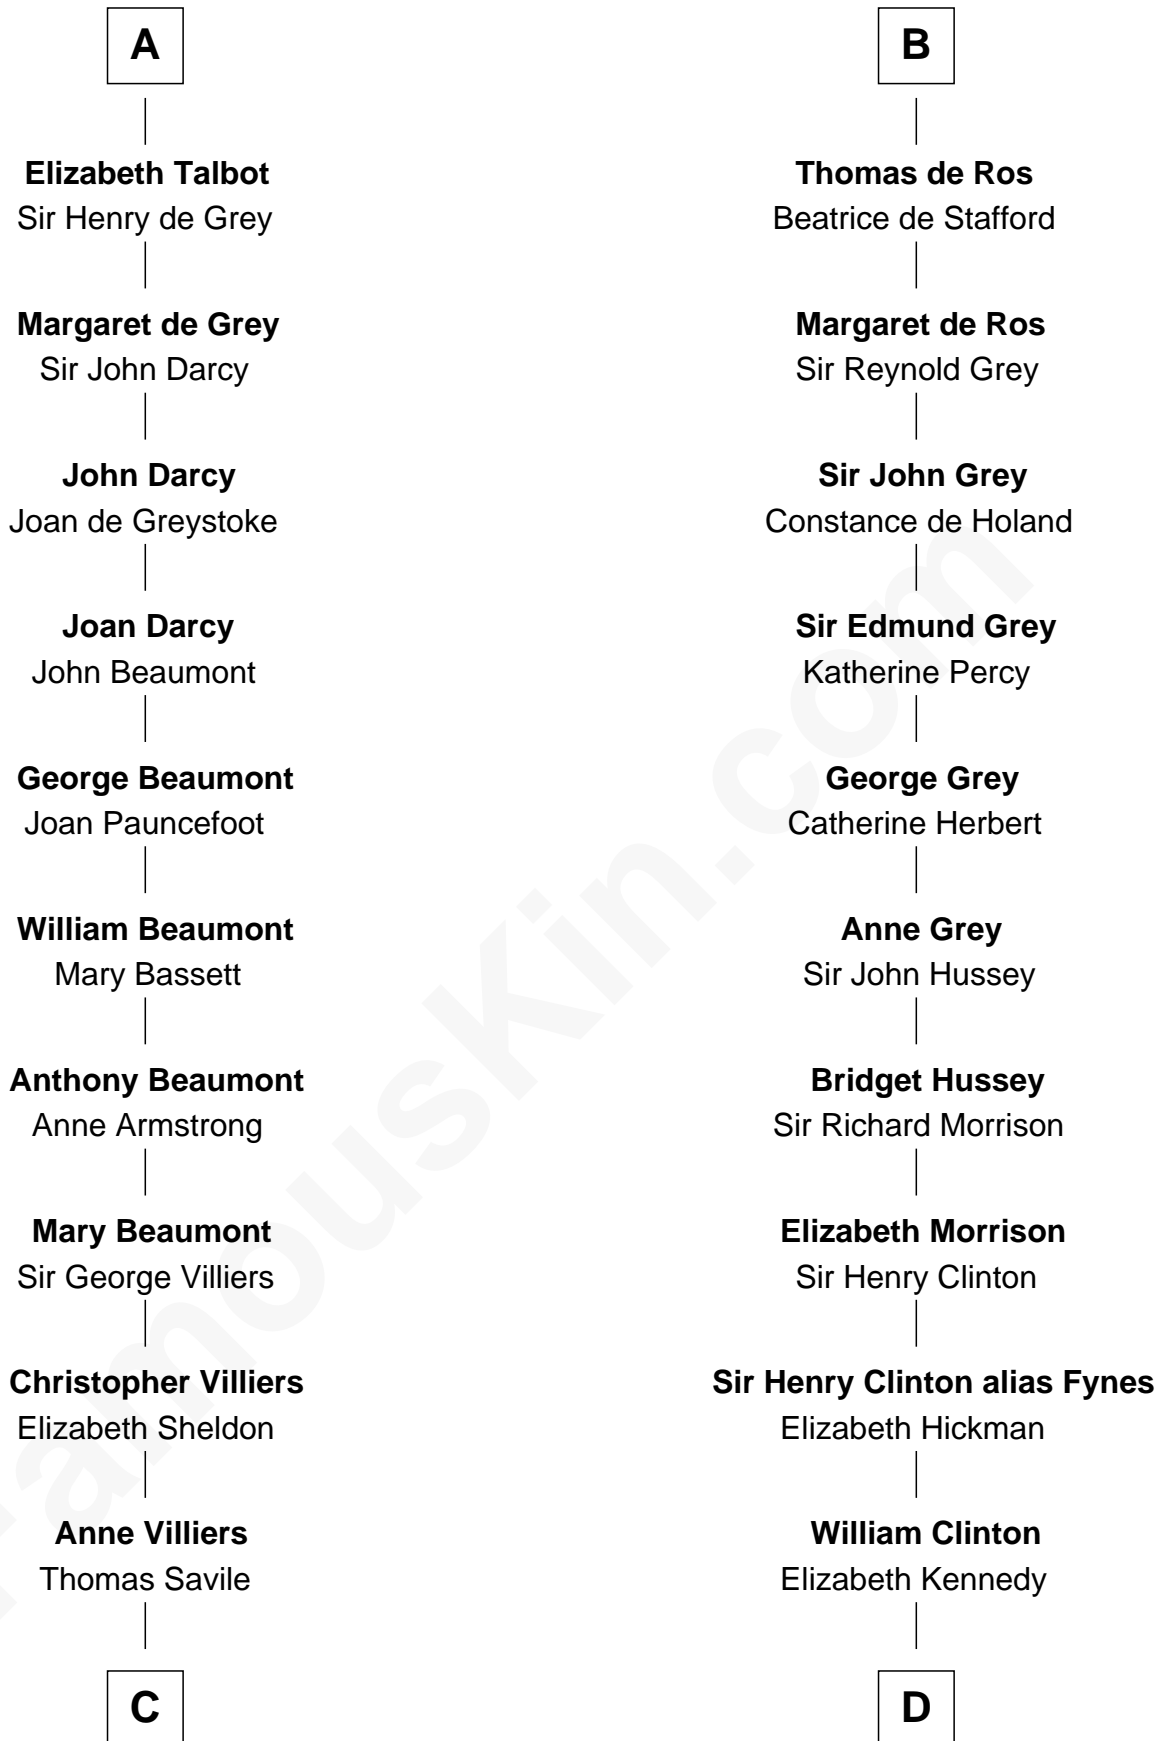 A
Elizabeth Talbot
Sir Henry de Grey
Margaret de Grey
Sir John Darcy
John Darcy
Joan de Greystoke
Joan Darcy
John Beaumont
George Beaumont
Joan Pauncefoot
William Beaumont
Mary Bassett
Anthony Beaumont
Anne Armstrong
Mary Beaumont
Sir George Villiers
Christopher Villiers
Elizabeth Sheldon
Anne Villiers
Thomas Savile
C
B
Thomas de Ros
Beatrice de Stafford
Margaret de Ros
Sir Reynold Grey
Sir John Grey
Constance de Holand
Sir Edmund Grey
Katherine Percy
George Grey
Catherine Herbert
Anne Grey
Sir John Hussey
Bridget Hussey
Sir Richard Morrison
Elizabeth Morrison
Sir Henry Clinton
Sir Henry Clinton alias Fynes
Elizabeth Hickman
William Clinton
Elizabeth Kennedy
D
FamousKin.com